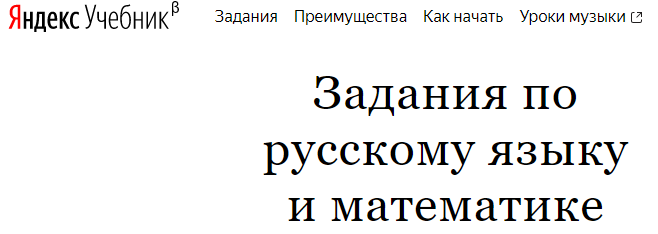 Яндекс Учебник β Задания Преимущества Как начать Уроки музыки
Задания по
русскому языку
и математике